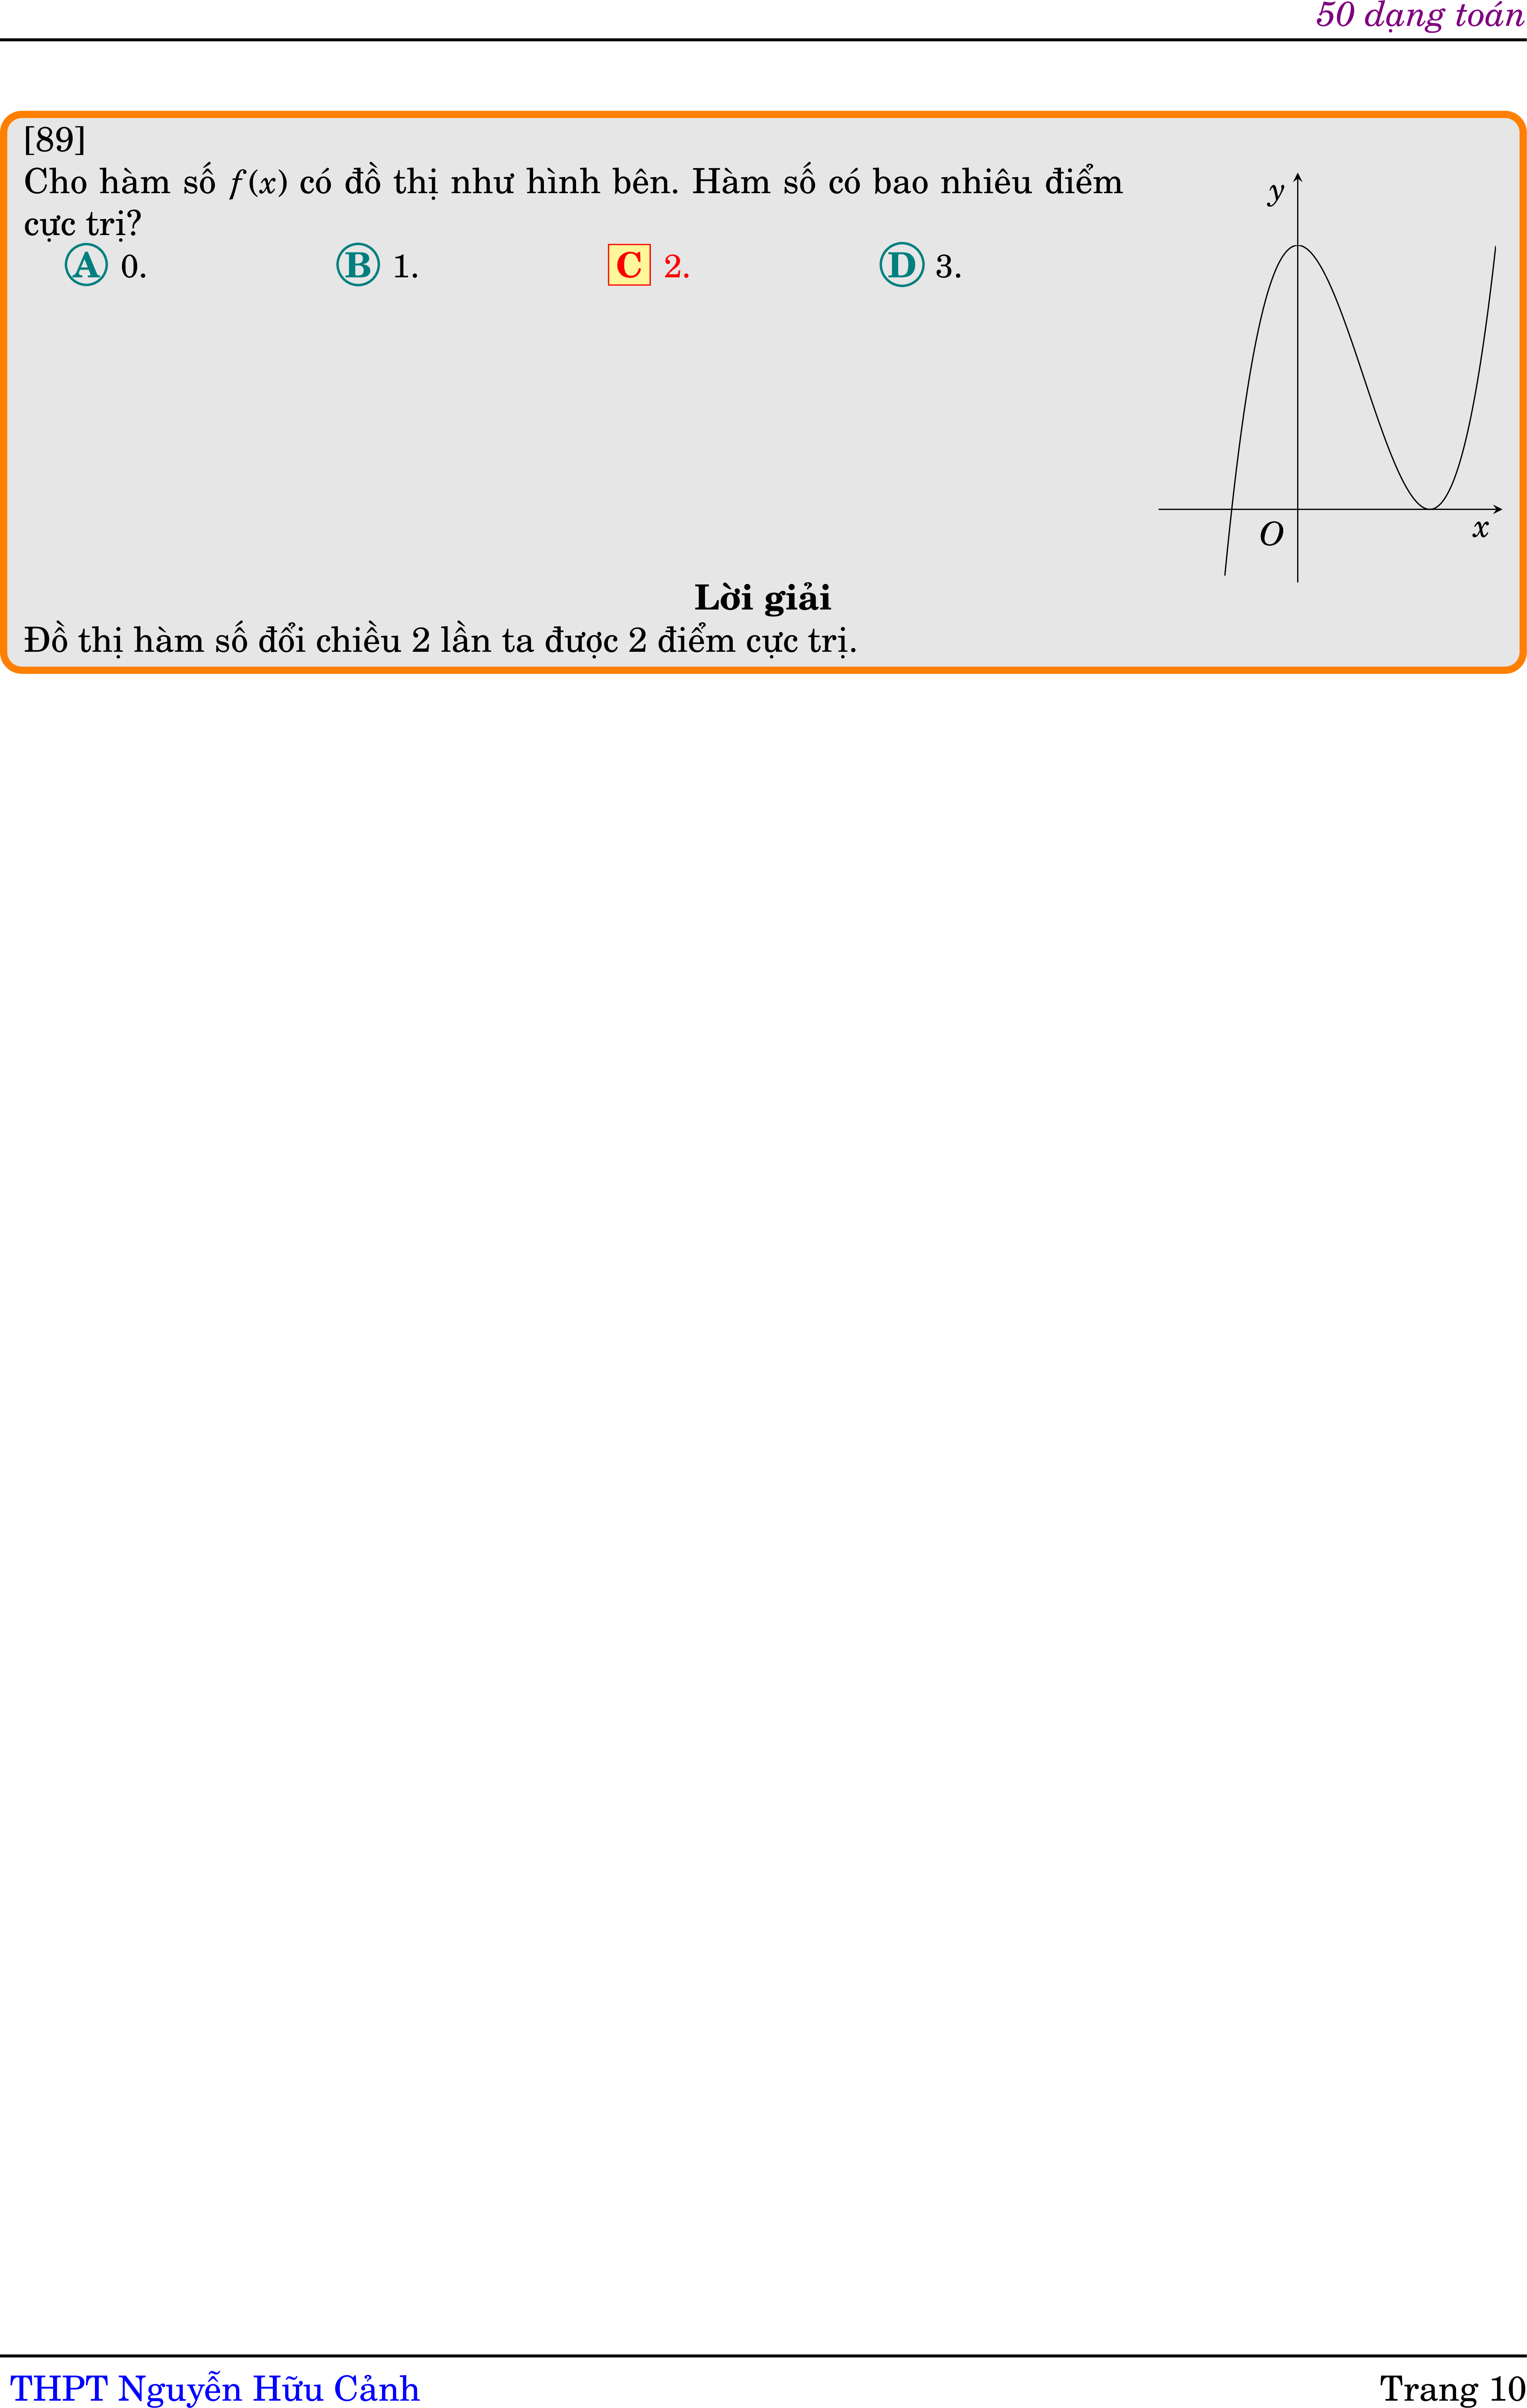 50 dạng toán
[89]
Cho hàm số f(x) có đồ thị như hình bên. Hàm số có bao nhiêu điểm
cực trị?
A 0. B 1. C 2. D 3.
y
O
x
Lời giải
Đồ thị hàm số đổi chiều 2 lần ta được 2 điểm cực trị.
THPT Nguyễn Hữu Cảnh Trang 10